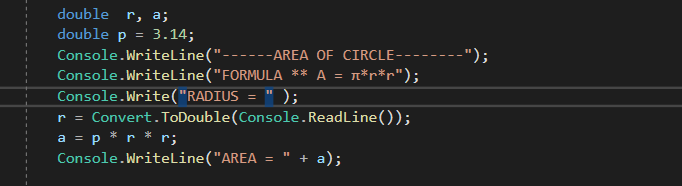 double  r, a;
double p = 3.14;
Console.WriteLine("------AREA OF CIRCLE--------");
Console.WriteLine("FORMULA ** A = π*r*r");
Console.Write("RADIUS = " );
r = Convert.ToDouble(Console.ReadLine());
a = p * r * r;
Console.WriteLine("AREA = " + a);